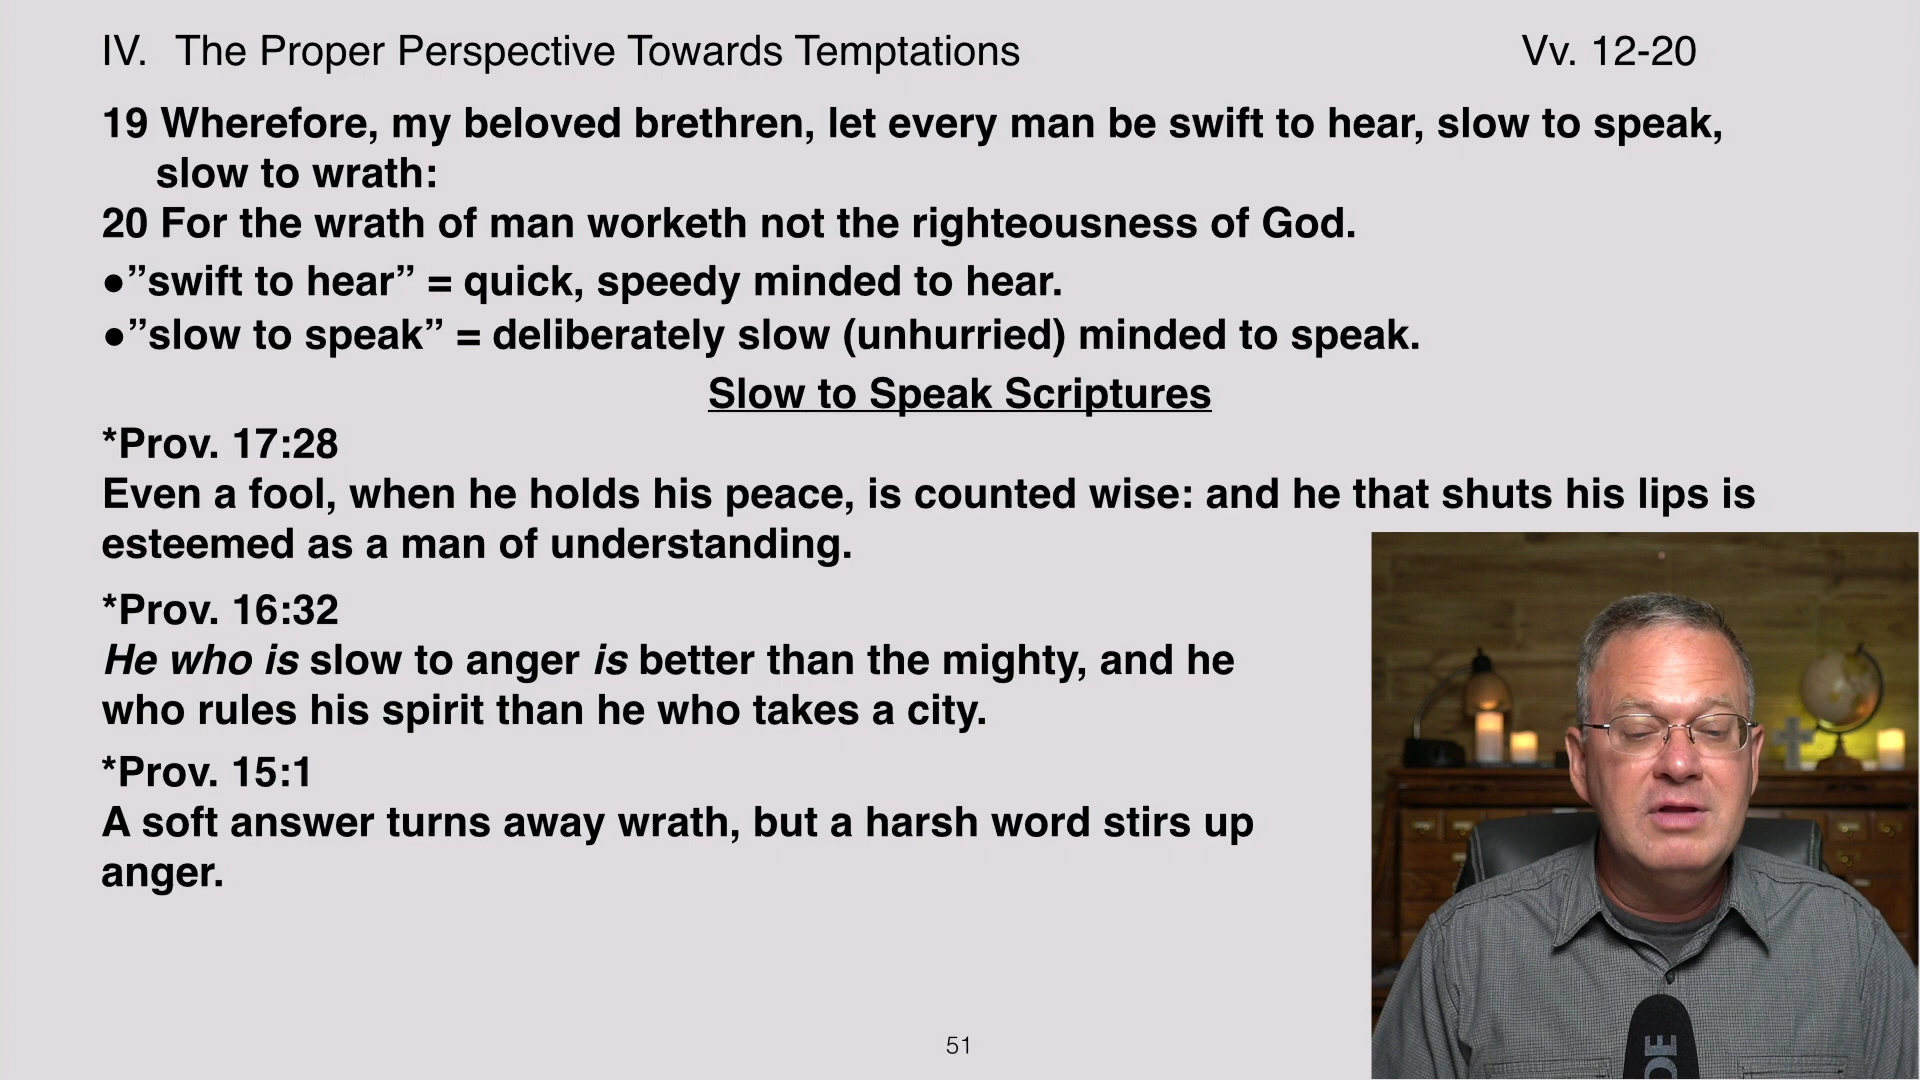 IV. The Proper Perspective Towards Temptations Vv. 12-20
19 Wherefore, my beloved brethren, let every man be swift to hear, slow to speak,
slow to wrath:
20 For the wrath of man worketh not the righteousness of God.
●”swift to hear” = quick, speedy minded to hear.
●”slow to speak” = deliberately slow (unhurried) minded to speak.
Slow to Speak Scriptures
*Prov. 17:28
Even a fool, when he holds his peace, is counted wise: and he that shuts his lips is
esteemed as a man of understanding.
*Prov. 16:32
He who is slow to anger is better than the mighty, and he
who rules his spirit than he who takes a city.
*Prov. 15:1
A soft answer turns away wrath, but a harsh word stirs up
anger.
51